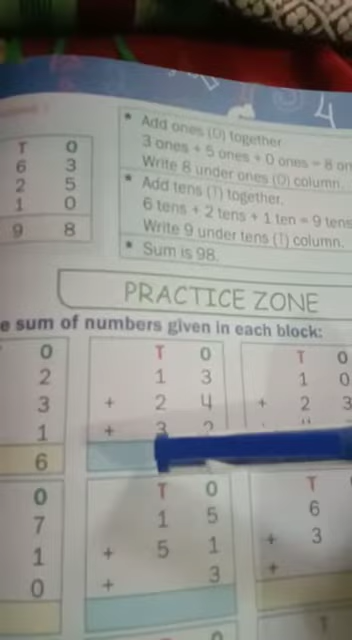 4
* Add ones (O) together
3 ones + 5 ones + 0 ones = 8 on
Write 8 under ones (O) column.
* Add tens (T) together.
6 tens + 2 tens + 1 ten = 9 tens
Write 9 under tens (T) column.
* Sum is 98.
T O
6 3
2 5
1 0
9 8
PRACTICE ZONE
e sum of numbers given in each block:
O
2
3
1
6
T O
1 3
+ 2 4
+ 3
T O
1 0
+ 2 3
O
7
1
0
T O
1 5
+ 5 1
+ 3
T
6
+ 3
+